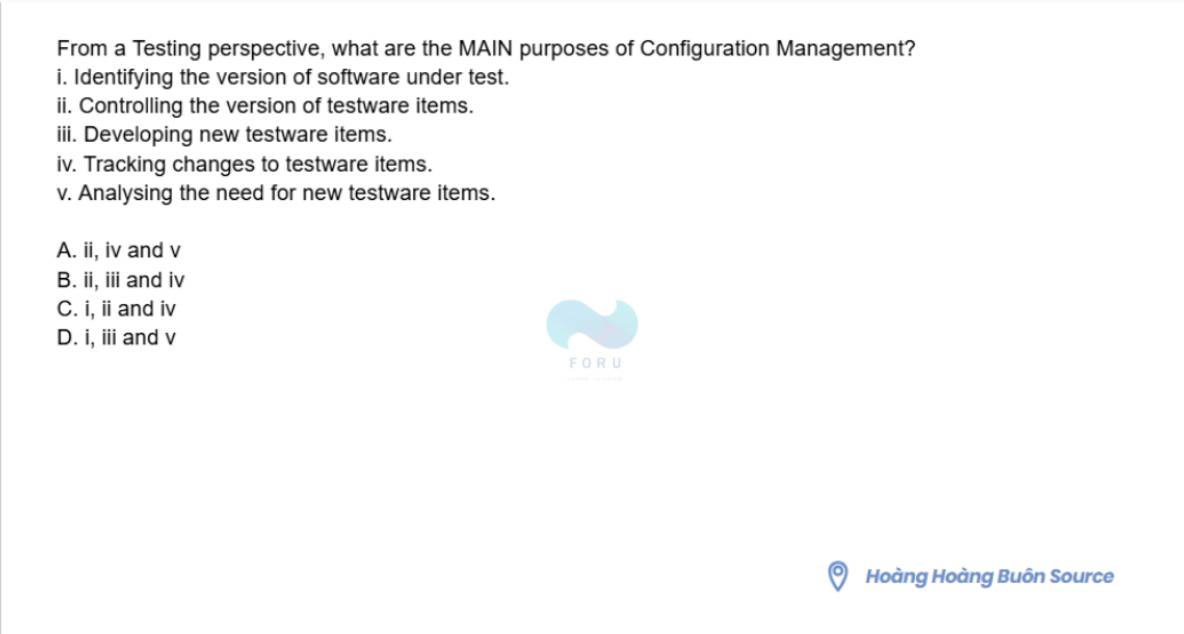 From a Testing perspective, what are the MAIN purposes of Configuration Management?
i. Identifying the version of software under test.
ii. Controlling the version of testware items.
iii. Developing new testware items.
iv. Tracking changes to testware items.
v. Analysing the need for new testware items.
A. ii, iv and v
B. ii, iii and iv
C. i, ii and iv
D. i, iii and v
FORU
Hoàng Hoàng Buôn Source